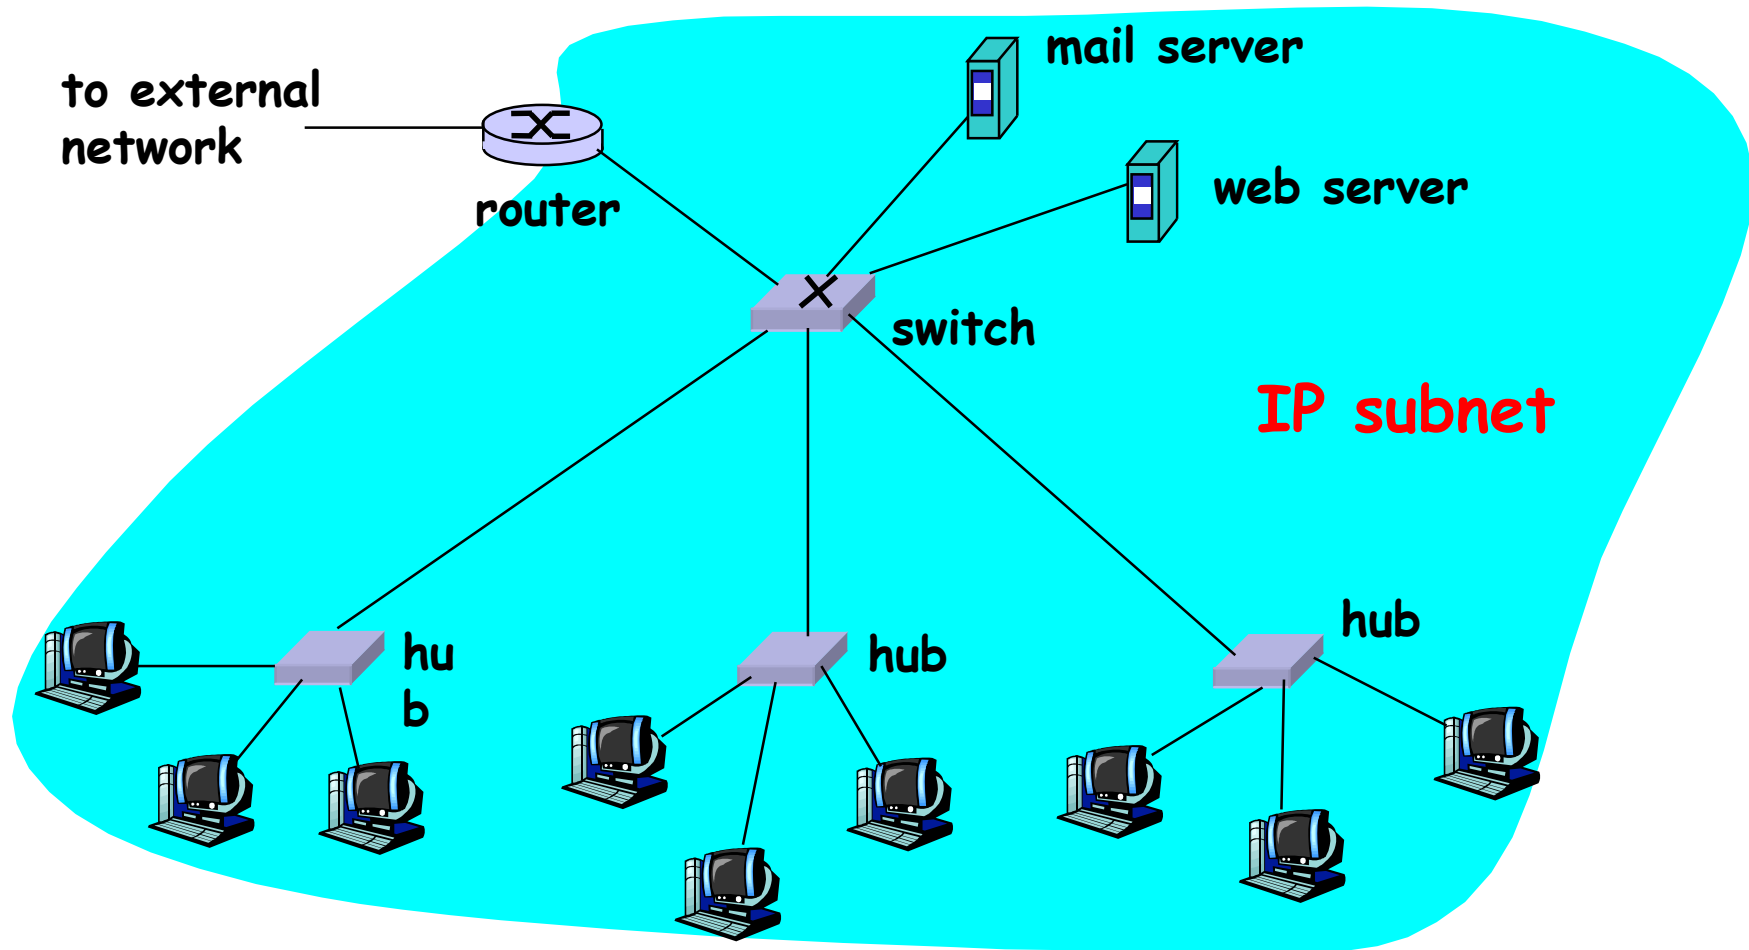 mail server
to external
network
web server
router
switch
IP subnet
hub
hu
b
hub